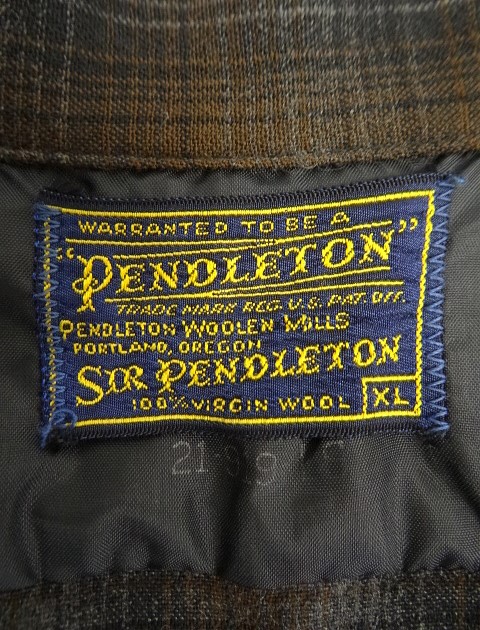 WARRANTED TO BE A
"PENDLETON"
TRADE MARK REG. U.S. PAT. OFF.
PENDLETON WOOLEN MILLS
PORTLAND, OREGON
SIR PENDLETON
100% VIRGIN WOOL XL